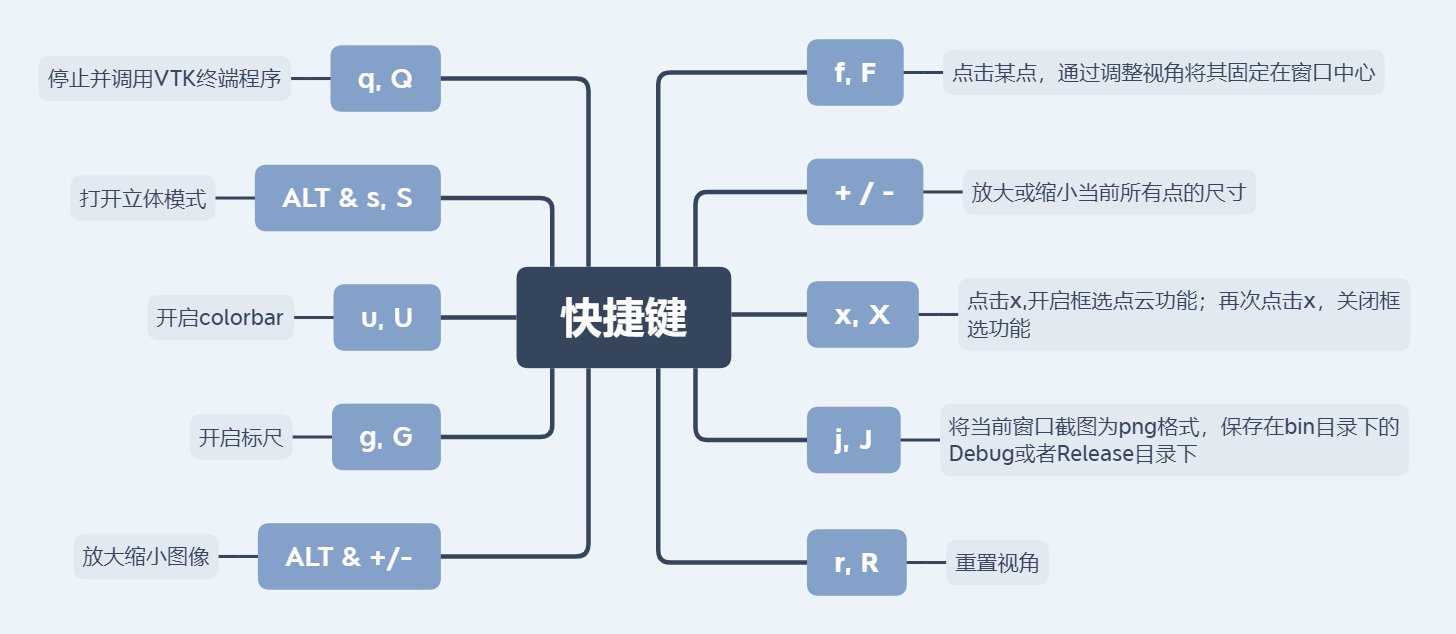 快捷键
f, F
点击某点，通过调整视角将其固定在窗口中心
+ / -
放大或缩小当前所有点的尺寸
x, X
点击x,开启框选点云功能；再次点击x，关闭框
选功能
j, J
将当前窗口截图为png格式，保存在bin目录下的
Debug或者Release目录下
r, R
重置视角
q, Q
停止并调用VTK终端程序
ALT & s, S
打开立体模式
u, U
开启colorbar
g, G
开启标尺
ALT & +/-
放大缩小图像